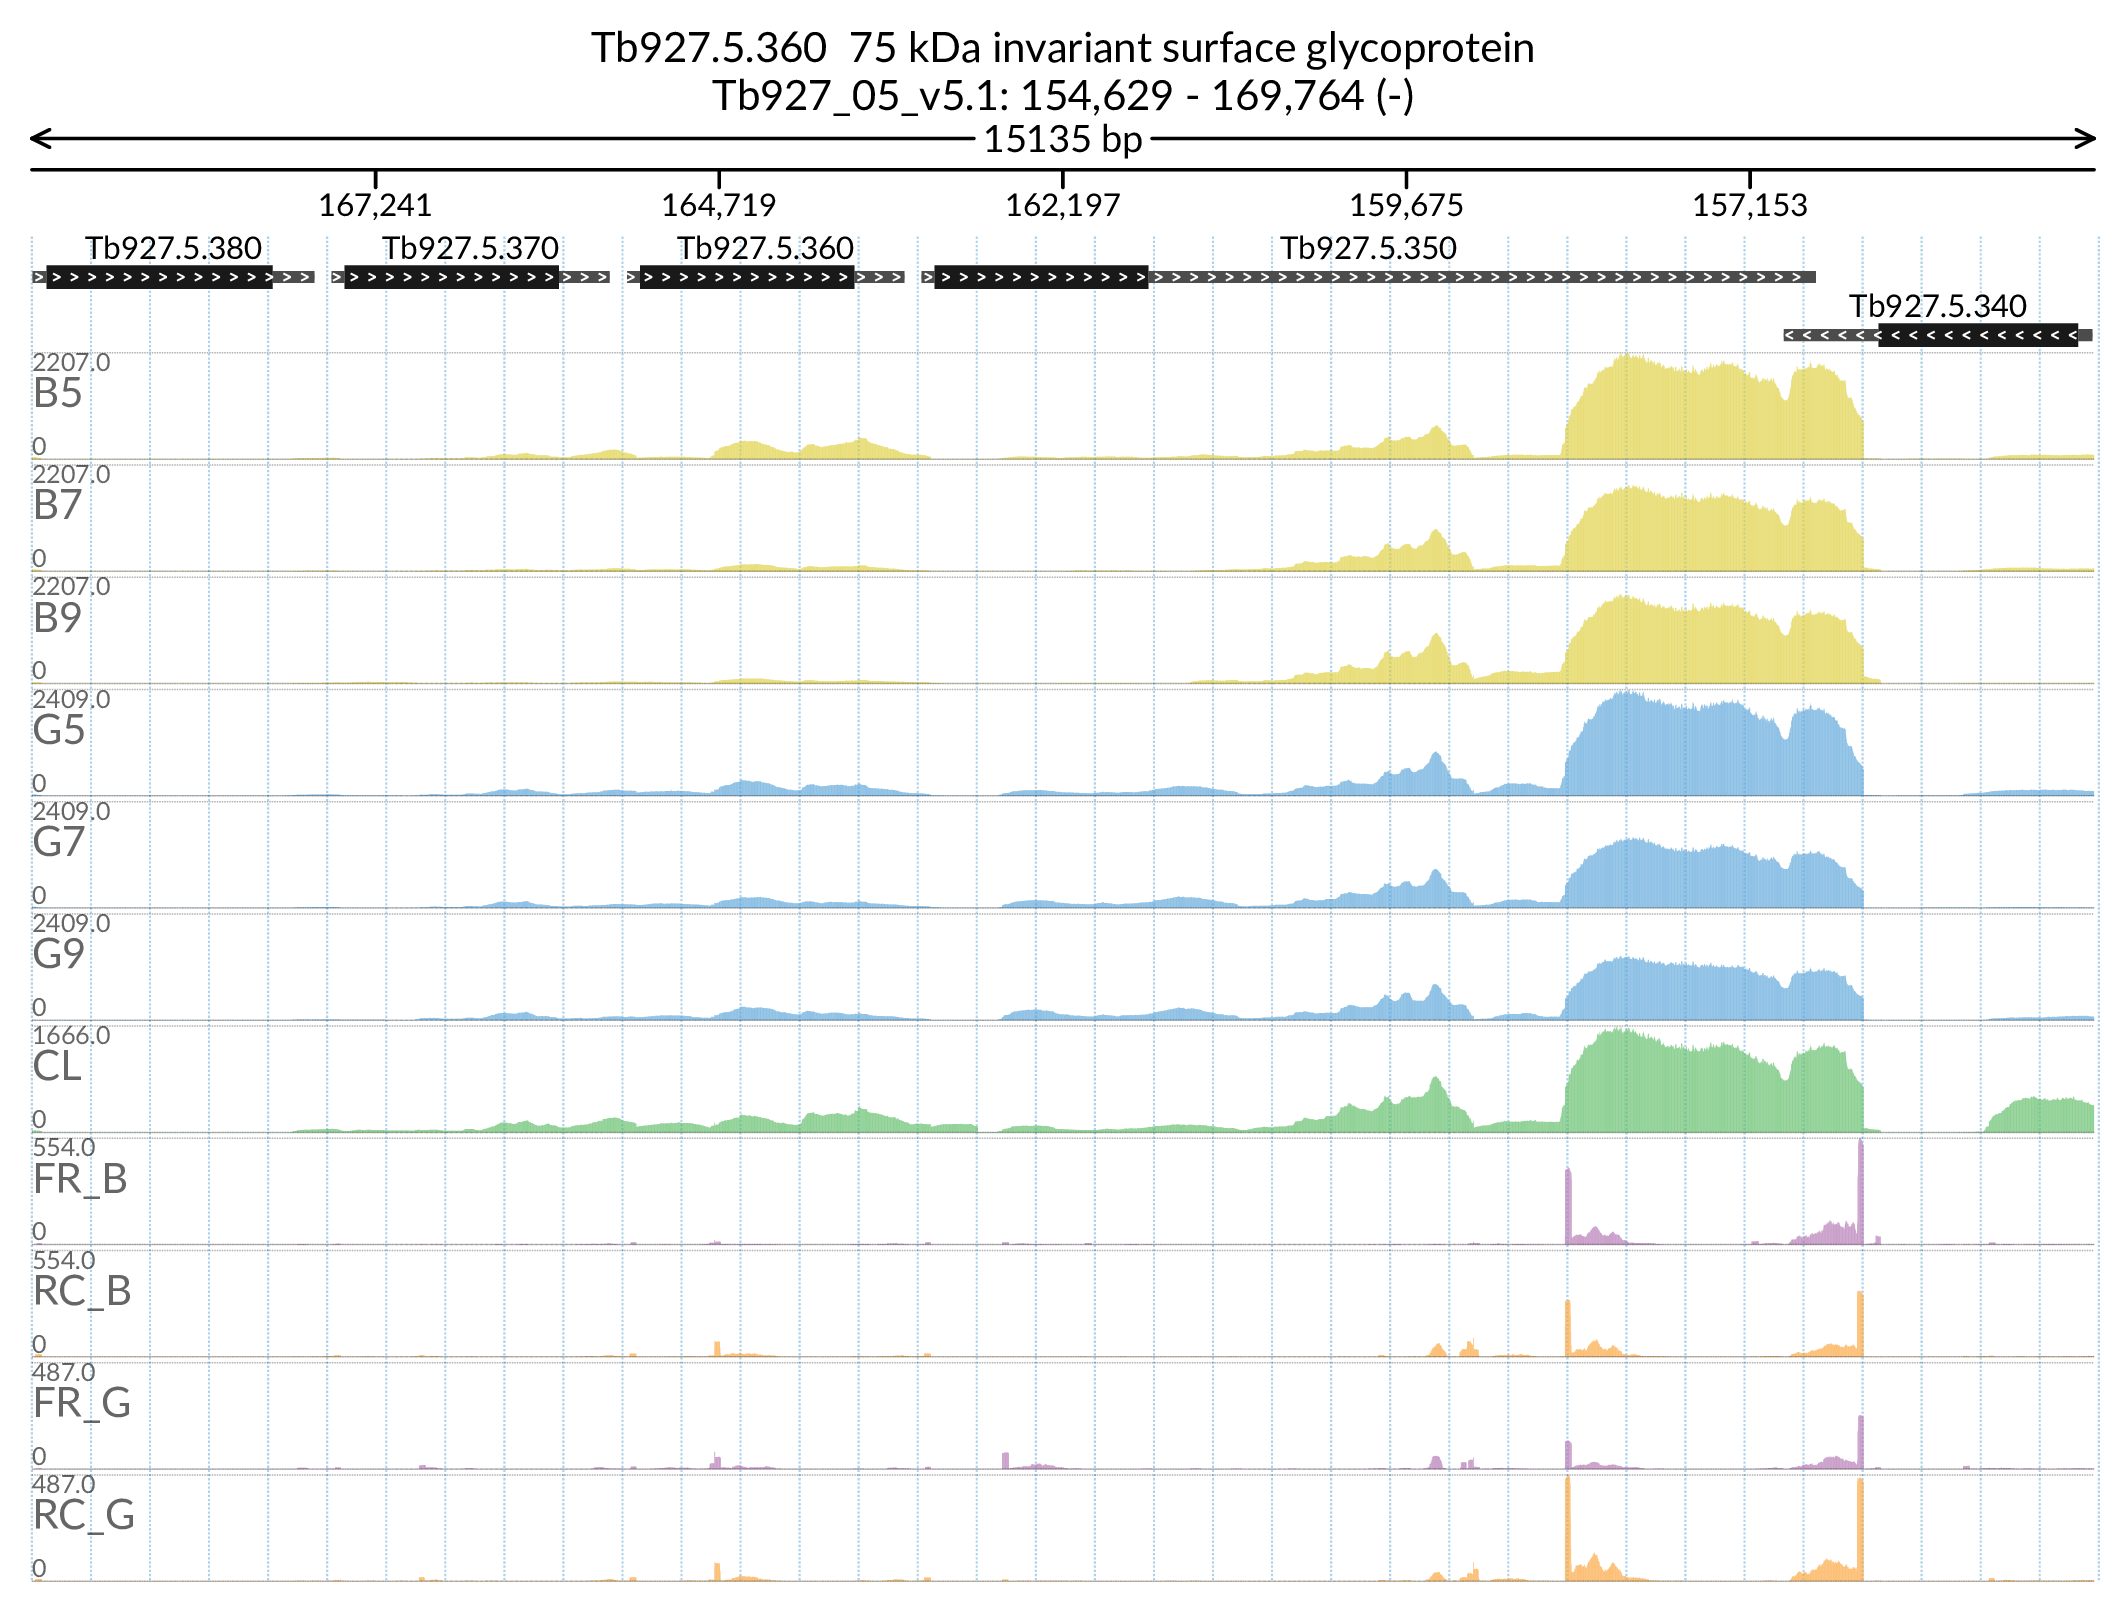 Tb927.5.360  75 kDa invariant surface glycoprotein
Tb927_05_v5.1: 154,629 - 169,764 (-)
15135 bp
167,241 164,719 162,197 159,675 157,153
Tb927.5.380 Tb927.5.370 Tb927.5.360 Tb927.5.350
Tb927.5.340
2207.0
B5
0
2207.0
B7
0
2207.0
B9
0
2409.0
G5
0
2409.0
G7
0
2409.0
G9
0
1666.0
CL
0
554.0
FR_B
0
554.0
RC_B
0
487.0
FR_G
0
487.0
RC_G
0